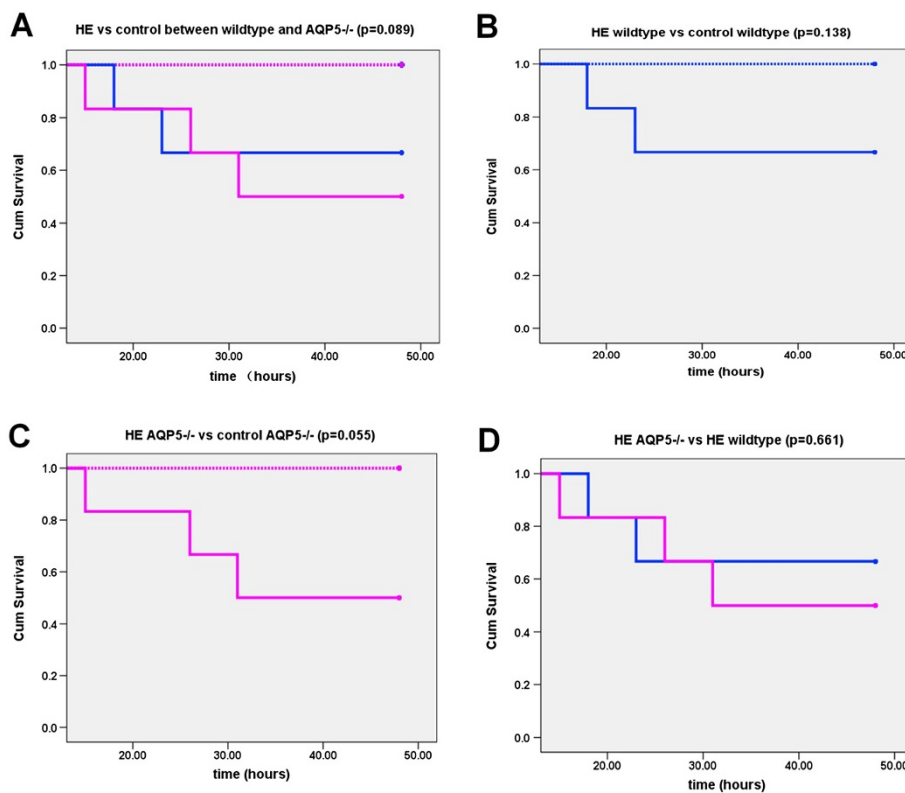 A
HE vs control between wildtype and AQP5-/- (p=0.089)
Cum Survival
1.0
0.8
0.6
0.4
0.2
0.0
20.00 30.00 40.00 50.00
time （hours)
B
HE wildtype vs control wildtype (p=0.138)
Cum Survival
1.0
0.8
0.6
0.4
0.2
0.0
20.00 30.00 40.00 50.00
time (hours)
C
HE AQP5-/- vs control AQP5-/- (p=0.055)
Cum Survival
1.0
0.8
0.6
0.4
0.2
0.0
20.00 30.00 40.00 50.00
time (hours)
D
HE AQP5-/- vs HE wildtype (p=0.661)
Cum Survival
1.0
0.8
0.6
0.4
0.2
0.0
20.00 30.00 40.00 50.00
time (hours)